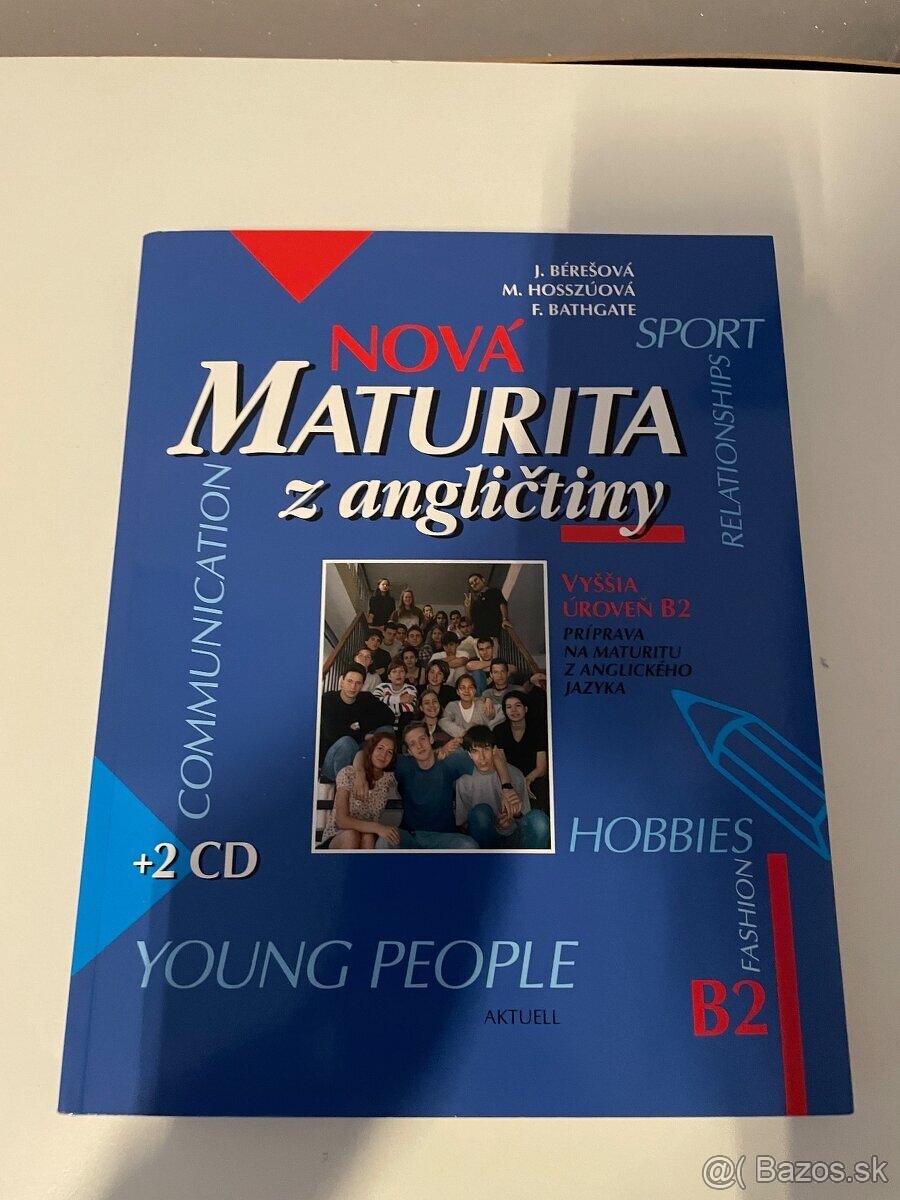 J. BÉREŠOVÁ
M. HOSSZÚOVÁ
F. BATHGATE
NOVÁ
MATURITA
z angličtiny
SPORT
RELATIONSHIPS
COMMUNICATION
VYŠŠIA
ÚROVEŇ B2
PRÍPRAVA
NA MATURITU
Z ANGLICKÉHO
JAZYKA
HOBBIES
+2 CD
FASHION
YOUNG PEOPLE
AKTUELL
B2
@( Bazos.sk